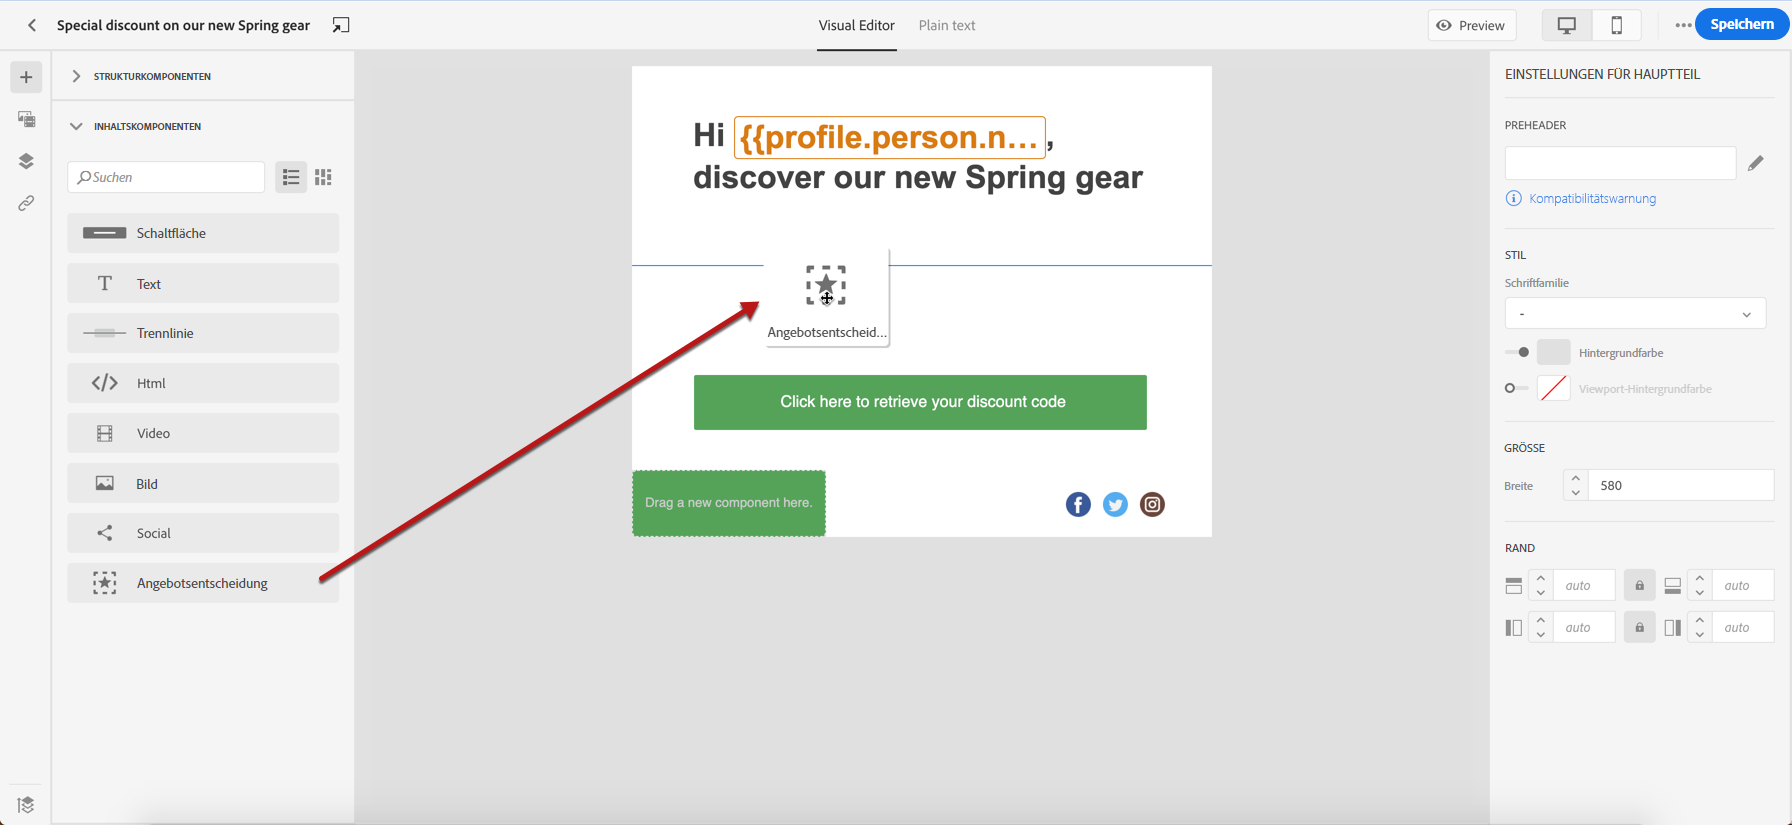 Special discount on our new Spring gear
Visual Editor
Plain text
Preview
Speichern
STRUKTURKOMPONENTEN
INHALTSKOMPONENTEN
Suchen
Schaltfläche
Text
Trennlinie
Html
Video
Bild
Social
Angebotsentscheidung
Hi {{profile.person.n... ,
discover our new Spring gear
Angebotsentscheid...
Click here to retrieve your discount code
Drag a new component here.
EINSTELLUNGEN FÜR HAUPTTEIL
PREHEADER
Kompatibilitätswarnung
STIL
Schriftfamilie
-
Hintergrundfarbe
Viewport-Hintergrundfarbe
GRÖSSE
Breite
580
RAND
auto
auto
auto
auto